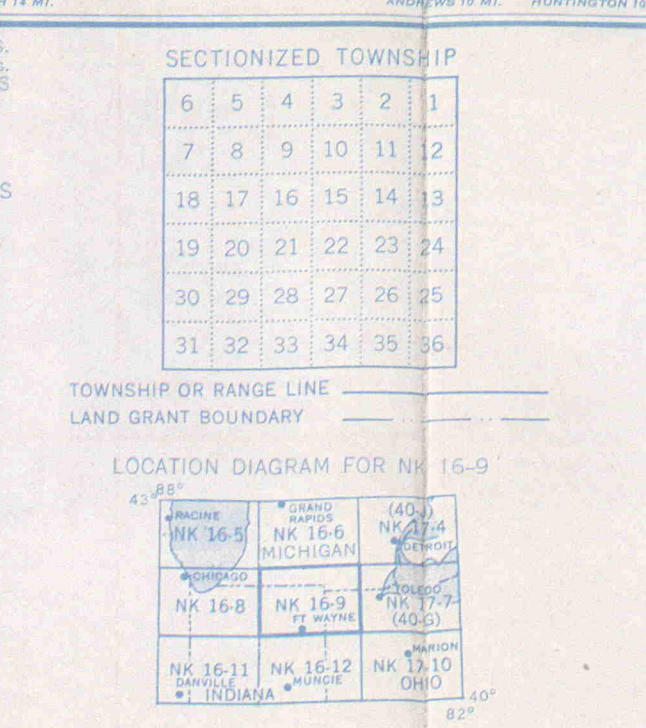 ANDREWS 10 MI. HUNTINGTON
SECTIONIZED TOWNSHIP
6 5 4 3 2 1
7 8 9 10 11 12
18 17 16 15 14 13
19 20 21 22 23 24
30 29 28 27 26 25
31 32 33 34 35 36
TOWNSHIP OR RANGE LINE
LAND GRANT BOUNDARY
LOCATION DIAGRAM FOR NK 16-9
43° 88°
RACINE
NK 16-5
GRAND
RAPIDS
NK 16-6
MICHIGAN
(40-J)
NK 17-4
DETROIT
CHICAGO
NK 16-8
NK 16-9
FT WAYNE
TOLEDO
NK 17-7
(40-G)
NK 16-11
DANVILLE
INDIANA
NK 16-12
MUNCIE
MARION
NK 17-10
OHIO
40°
82°